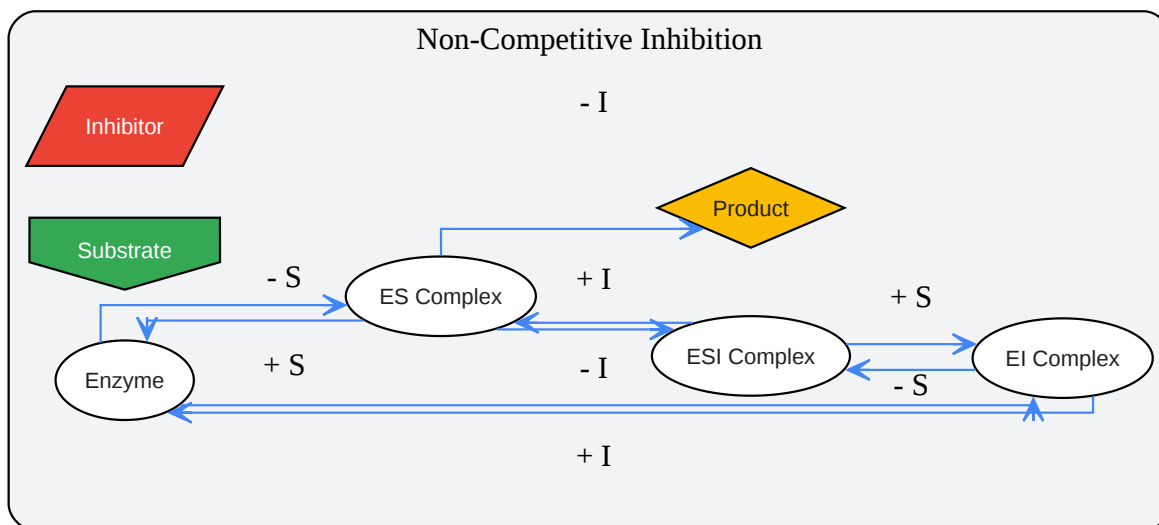 Non-Competitive Inhibition
- I
Inhibitor
Product
Substrate
- S
ES Complex
+ I
+ S
Enzyme
+ S
- I
ESI Complex
EI Complex
- S
+ I